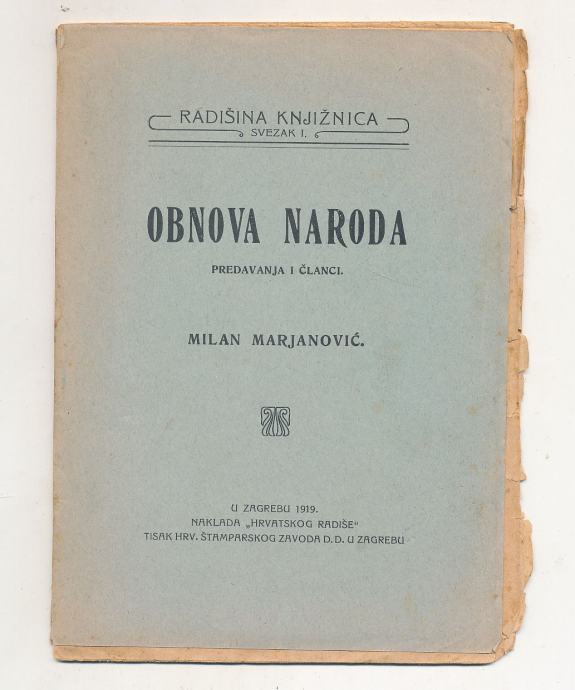 RADIŠINA KNJIŽNICA
SVEZAK I.
OBNOVA NARODA
PREDAVANJA I ČLANCI.
MILAN MARJANOVIĆ.
U ZAGREBU 1919.
NAKLADA „HRVATSKOG RADIŠE“
TISAK HRV. ŠTAMPARSKOG ZAVODA D.D. U ZAGREBU